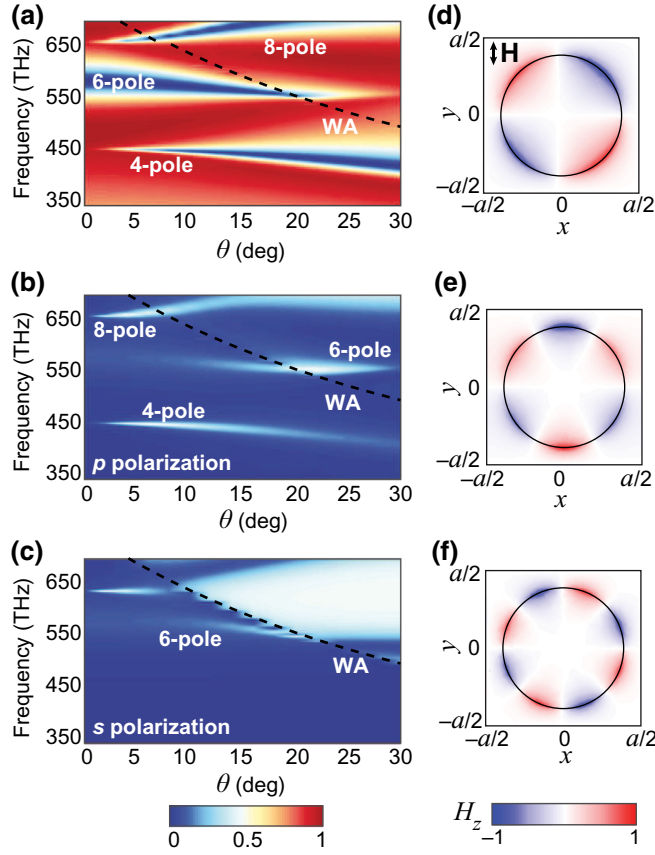 (a)
Frequency (THz)
650
550
450
350
8-pole
6-pole
WA
4-pole
0 5 10 15 20 25 30
θ (deg)
(b)
Frequency (THz)
650
550
450
350
8-pole
6-pole
WA
4-pole
p polarization
0 5 10 15 20 25 30
θ (deg)
(c)
Frequency (THz)
650
550
450
350
6-pole
WA
s polarization
0 5 10 15 20 25 30
θ (deg)
0 0.5 1
(d)
a/2
H
y 0
−a/2
−a/2 0 a/2
x
(e)
a/2
y 0
−a/2
−a/2 0 a/2
x
(f)
a/2
y 0
−a/2
−a/2 0 a/2
x
Hz
−1 1